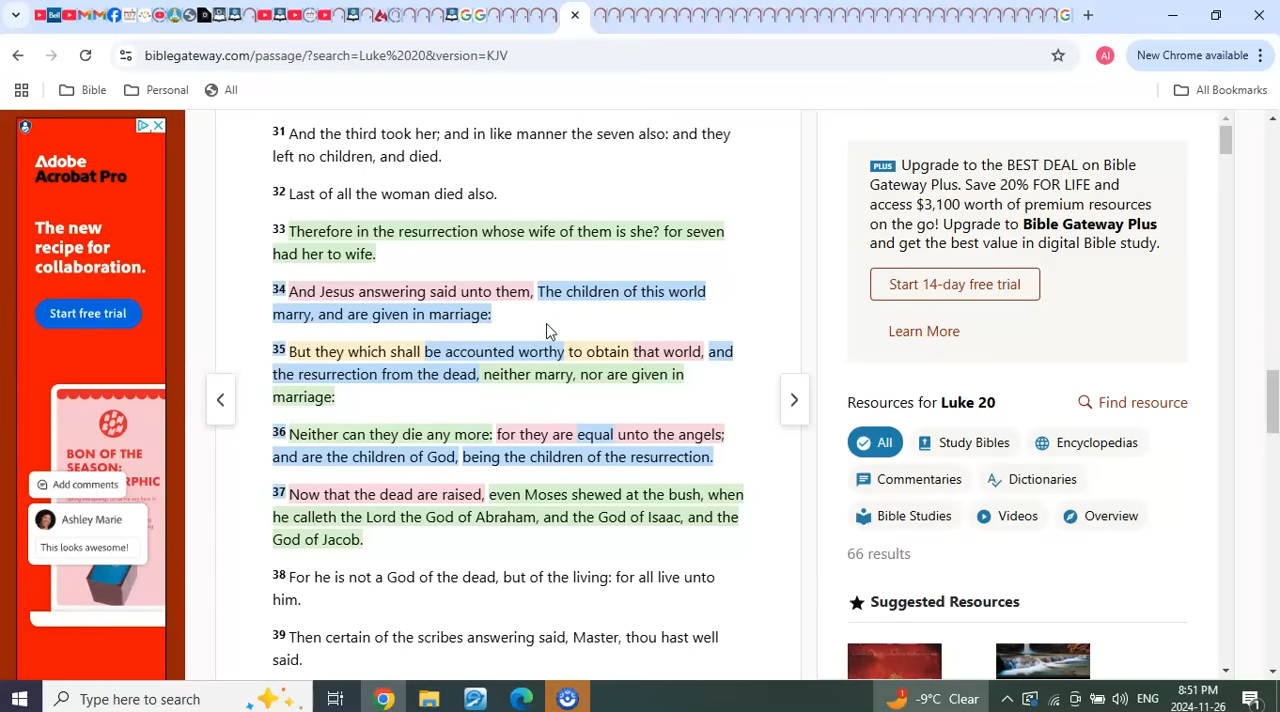 biblegateway.com/passage/?search=Luke%2020&version=KJV
AI
New Chrome available
Bible
Personal
All
All Bookmarks
Adobe
Acrobat Pro
The new
recipe for
collaboration.
Start free trial
BON OF THE
SEASON:
Add comments
Ashley Marie
This looks awesome!
31 And the third took her; and in like manner the seven also: and they
left no children, and died.
32 Last of all the woman died also.
33 Therefore in the resurrection whose wife of them is she? for seven
had her to wife.
34 And Jesus answering said unto them, The children of this world
marry, and are given in marriage:
35 But they which shall be accounted worthy to obtain that world, and
the resurrection from the dead, neither marry, nor are given in
marriage:
36 Neither can they die any more: for they are equal unto the angels;
and are the children of God, being the children of the resurrection.
37 Now that the dead are raised, even Moses shewed at the bush, when
he calleth the Lord the God of Abraham, and the God of Isaac, and the
God of Jacob.
38 For he is not a God of the dead, but of the living: for all live unto
him.
39 Then certain of the scribes answering said, Master, thou hast well
said.
PLUS Upgrade to the BEST DEAL on Bible
Gateway Plus. Save 20% FOR LIFE and
access $3,100 worth of premium resources
on the go! Upgrade to Bible Gateway Plus
and get the best value in digital Bible study.
Start 14-day free trial
Learn More
Resources for Luke 20
Find resource
All
Study Bibles
Encyclopedias
Commentaries
Dictionaries
Bible Studies
Videos
Overview
66 results
Suggested Resources
Type here to search
1
-9°C Clear
ENG
8:51 PM
2024-11-26
1